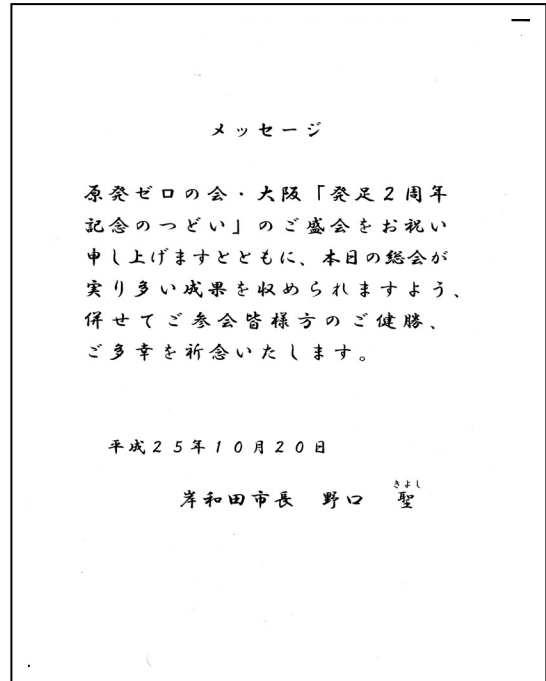 メッセージ
原発ゼロの会・大阪「発足２周年
記念のつどい」のご盛会をお祝い
申し上げますとともに、本日の総会が
実り多い成果を収められますよう、
併せてご参会皆様方のご健勝、
ご多幸を祈念いたします。
平成２５年１０月２０日
きよし
岸和田市長　野口　聖